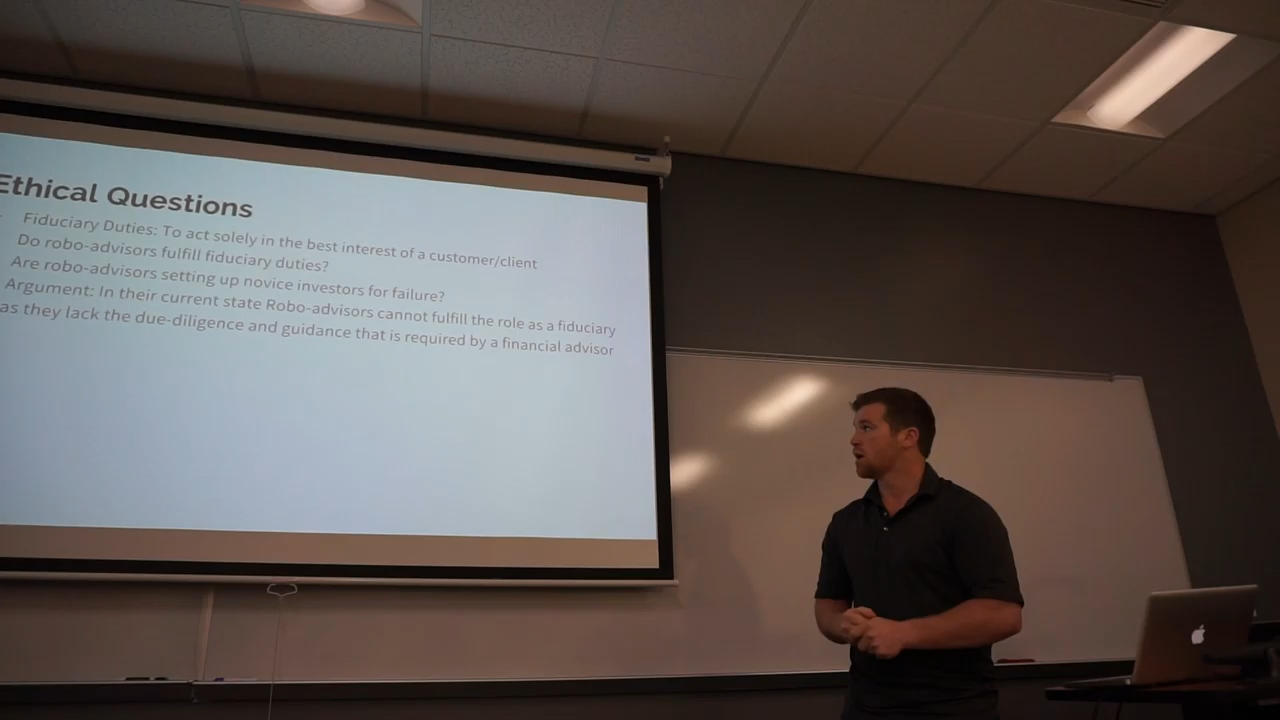 Ethical Questions
Fiduciary Duties: To act solely in the best interest of a customer/client
Do robo-advisors fulfill fiduciary duties?
Are robo-advisors setting up novice investors for failure?
Argument: In their current state Robo-advisors cannot fulfill the role as a fiduciary
as they lack the due-diligence and guidance that is required by a financial advisor